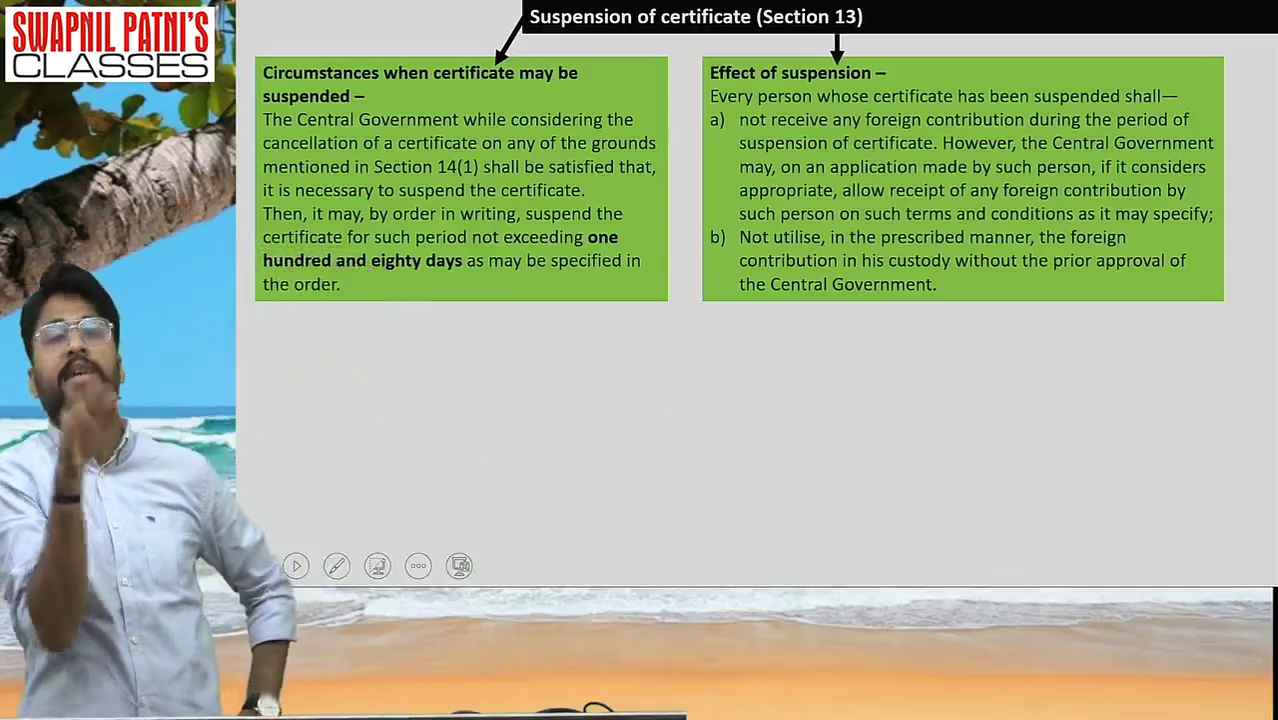 SWAPNIL PATNI'S
CLASSES
Suspension of certificate (Section 13)
Circumstances when certificate may be
suspended –
The Central Government while considering the
cancellation of a certificate on any of the grounds
mentioned in Section 14(1) shall be satisfied that,
it is necessary to suspend the certificate.
Then, it may, by order in writing, suspend the
certificate for such period not exceeding one
hundred and eighty days as may be specified in
the order.
Effect of suspension –
Every person whose certificate has been suspended shall—
a) not receive any foreign contribution during the period of
suspension of certificate. However, the Central Government
may, on an application made by such person, if it considers
appropriate, allow receipt of any foreign contribution by
such person on such terms and conditions as it may specify;
b) Not utilise, in the prescribed manner, the foreign
contribution in his custody without the prior approval of
the Central Government.